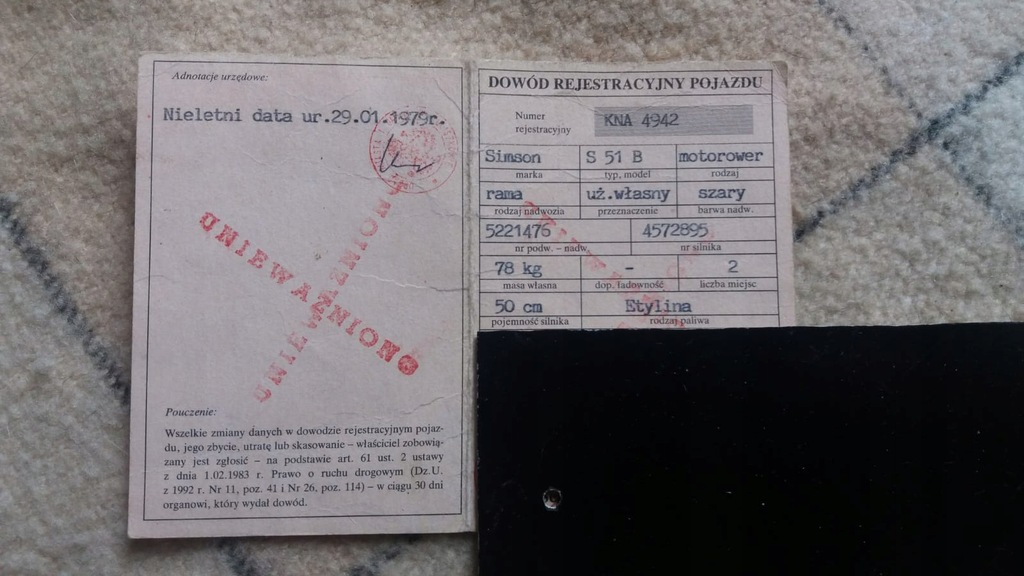 Adnotacje urzędowe:
Nieletni data ur.29.01.1979r.
UNIEWAŻNIONO
UNIEWAŻNIONO
Pouczenie:
Wszelkie zmiany danych w dowodzie rejestracyjnym pojaz-
du, jego zbycie, utratę lub skasowanie – właściciel zobowią-
zany jest zgłosić – na podstawie art. 61 ust. 2 ustawy
z dnia 1.02.1983 r. Prawo o ruchu drogowym (Dz.U.
z 1992 r. Nr 11, poz. 41 i Nr 26, poz. 114) – w ciągu 30 dni
organowi, który wydał dowód.
DOWÓD REJESTRACYJNY POJAZDU
Numer
rejestracyjny
KNA 4942
Simson S 51 B motorower
marka typ, model rodzaj
rama uż.własny szary
rodzaj nadwozia przeznaczenie barwa nadw.
5221476 4572895
nr podw. – nadw. nr silnika
78 kg – 2
masa własna dop. ładowność liczba miejsc
50 cm Etylina
pojemność silnika rodzaj paliwa